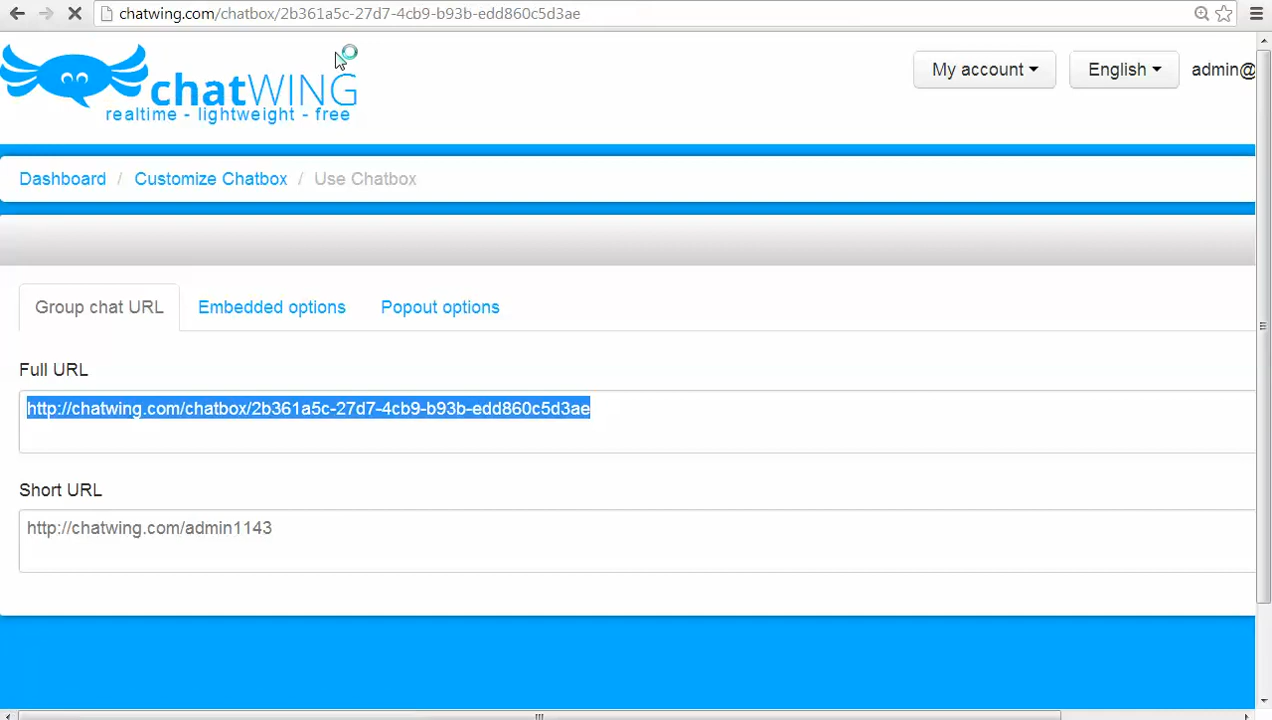 chatwing.com/chatbox/2b361a5c-27d7-4cb9-b93b-edd860c5d3ae
chatWING
realtime - lightweight - free
My account English admin@
Dashboard / Customize Chatbox / Use Chatbox
Group chat URL Embedded options Popout options
Full URL
http://chatwing.com/chatbox/2b361a5c-27d7-4cb9-b93b-edd860c5d3ae
Short URL
http://chatwing.com/admin1143